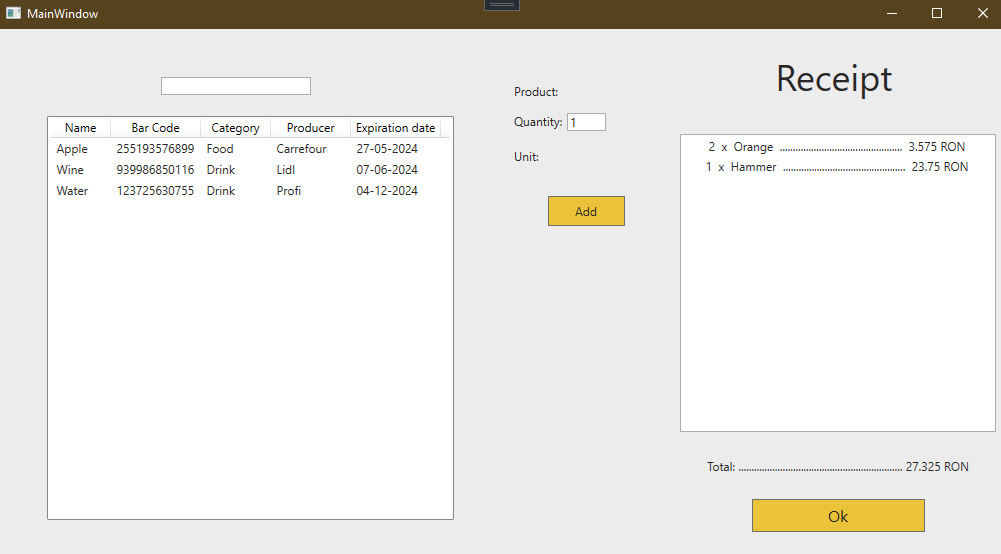 MainWindow
Name Bar Code Category Producer Expiration date
Apple 255193576899 Food Carrefour 27-05-2024
Wine 939986850116 Drink Lidl 07-06-2024
Water 123725630755 Drink Profi 04-12-2024
Product:
Quantity: 1
Unit:
Add
Receipt
2 x Orange ............................................... 3.575 RON
1 x Hammer ............................................... 23.75 RON
Total: ............................................................... 27.325 RON
Ok